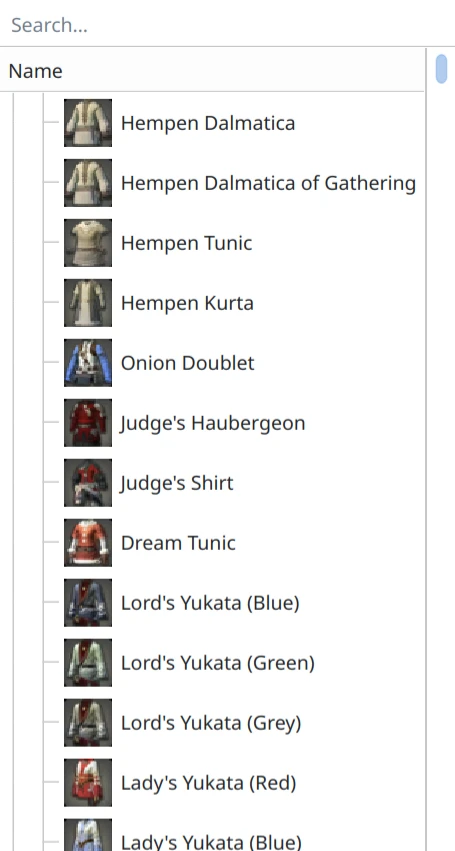 Search...
Name
Hempen Dalmatica
Hempen Dalmatica of Gathering
Hempen Tunic
Hempen Kurta
Onion Doublet
Judge's Haubergeon
Judge's Shirt
Dream Tunic
Lord's Yukata (Blue)
Lord's Yukata (Green)
Lord's Yukata (Grey)
Lady's Yukata (Red)
Lady's Yukata (Blue)